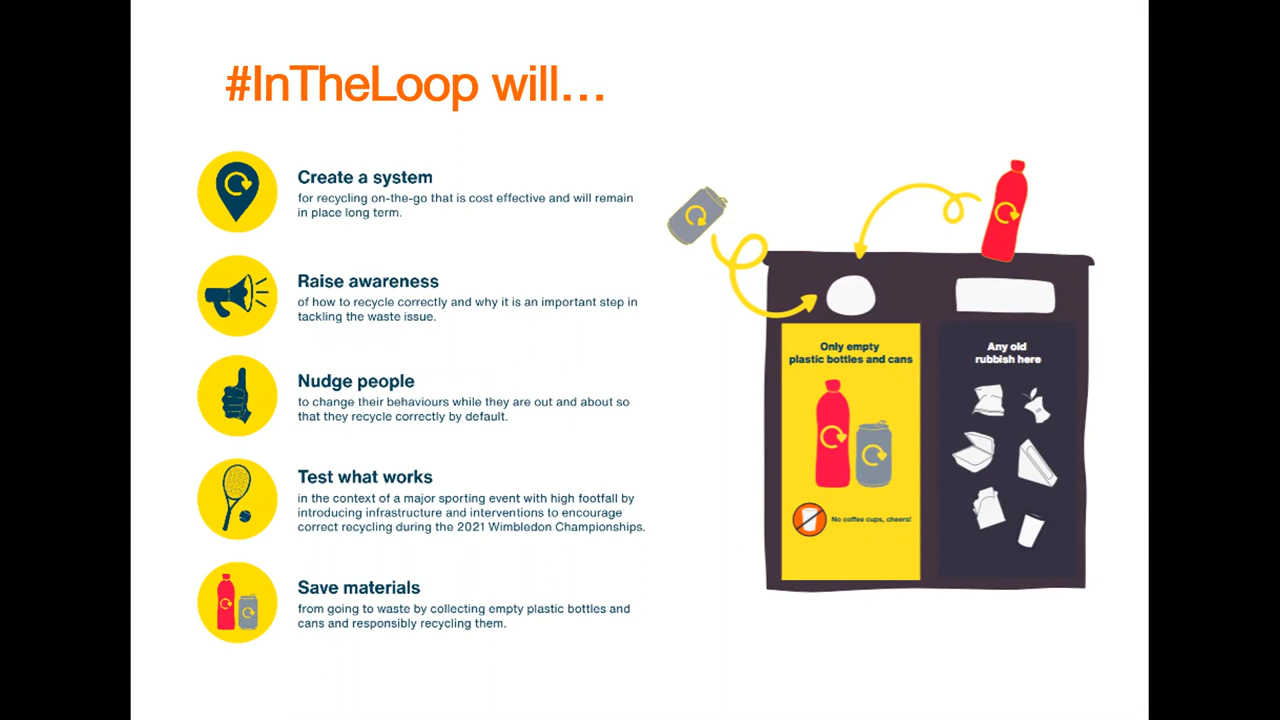 #InTheLoop will…
Create a system
for recycling on-the-go that is cost effective and will remain
in place long term.
Raise awareness
of how to recycle correctly and why it is an important step in
tackling the waste issue.
Nudge people
to change their behaviours while they are out and about so
that they recycle correctly by default.
Test what works
in the context of a major sporting event with high footfall by
introducing infrastructure and interventions to encourage
correct recycling during the 2021 Wimbledon Championships.
Save materials
from going to waste by collecting empty plastic bottles and
cans and responsibly recycling them.
Only empty
plastic bottles and cans
No coffee cups, cheers!
Any old
rubbish here